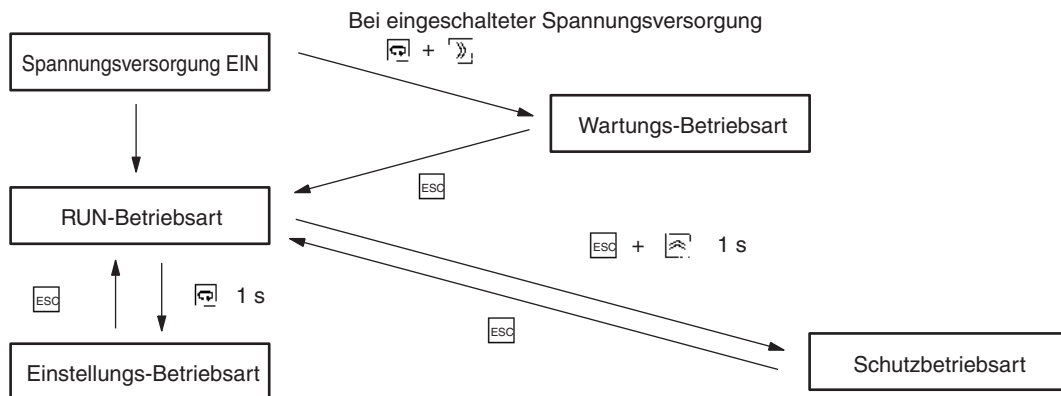 Bei eingeschalteter Spannungsversorgung
Spannungsversorgung EIN
+
Wartungs-Betriebsart
ESC
RUN-Betriebsart
ESC + 1 s
ESC
1 s
ESC
Einstellungs-Betriebsart
Schutzbetriebsart